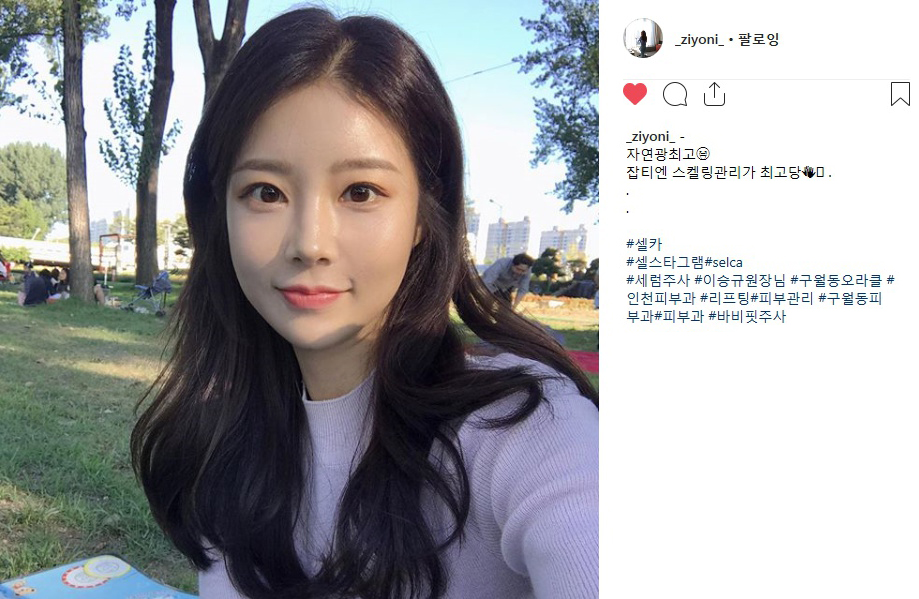 _ziyoni_ • 팔로잉
_ziyoni_ -
자연광최고😄
잡티엔 스켈링관리가 최고당👋 .
.
.
#셀카
#셀스타그램#selca
#세럼주사 #이승규원장님 #구월동오라클 #
인천피부과 #리프팅#피부관리 #구월동피
부과#피부과 #바비핏주사